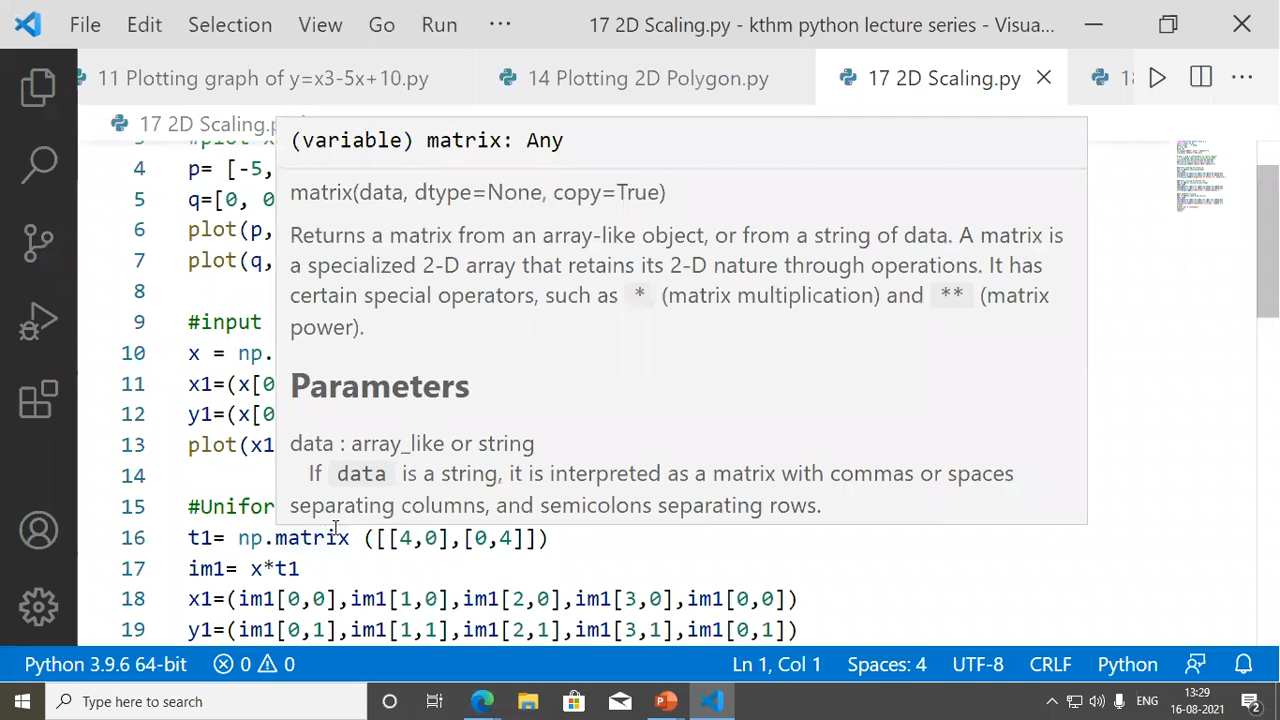 File Edit Selection View Go Run ··· 17 2D Scaling.py - kthm python lecture series - Visua...
11 Plotting graph of y=x3-5x+10.py 14 Plotting 2D Polygon.py 17 2D Scaling.py
17 2D Scaling.p
(variable) matrix: Any
matrix(data, dtype=None, copy=True)
Returns a matrix from an array-like object, or from a string of data. A matrix is
a specialized 2-D array that retains its 2-D nature through operations. It has
certain special operators, such as * (matrix multiplication) and ** (matrix
power).
Parameters
data : array_like or string
If data is a string, it is interpreted as a matrix with commas or spaces
separating columns, and semicolons separating rows.
4 p= [-5,
5 q=[0, 0
6 plot(p,
7 plot(q,
8
9 #input
10 x = np.
11 x1=(x[0
12 y1=(x[0
13 plot(x1
14
15 #Unifor
16 t1= np.matrix ([[4,0],[0,4]])
17 im1= x*t1
18 x1=(im1[0,0],im1[1,0],im1[2,0],im1[3,0],im1[0,0])
19 y1=(im1[0,1],im1[1,1],im1[2,1],im1[3,1],im1[0,1])
Python 3.9.6 64-bit 0 0 Ln 1, Col 1 Spaces: 4 UTF-8 CRLF Python
Type here to search ENG 13:29
16-08-2021 2